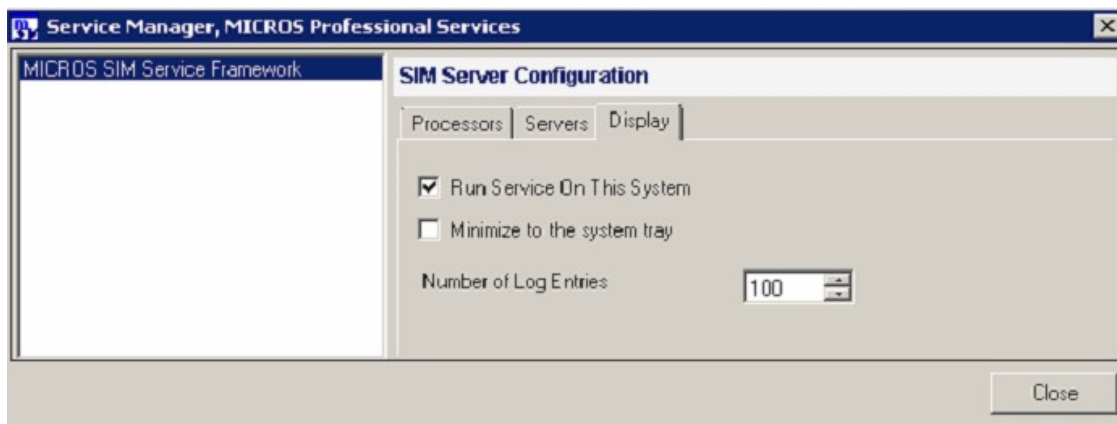 Service Manager, MICROS Professional Services
MICROS SIM Service Framework
SIM Server Configuration
Processors Servers Display
Run Service On This System
Minimize to the system tray
Number of Log Entries 100
Close